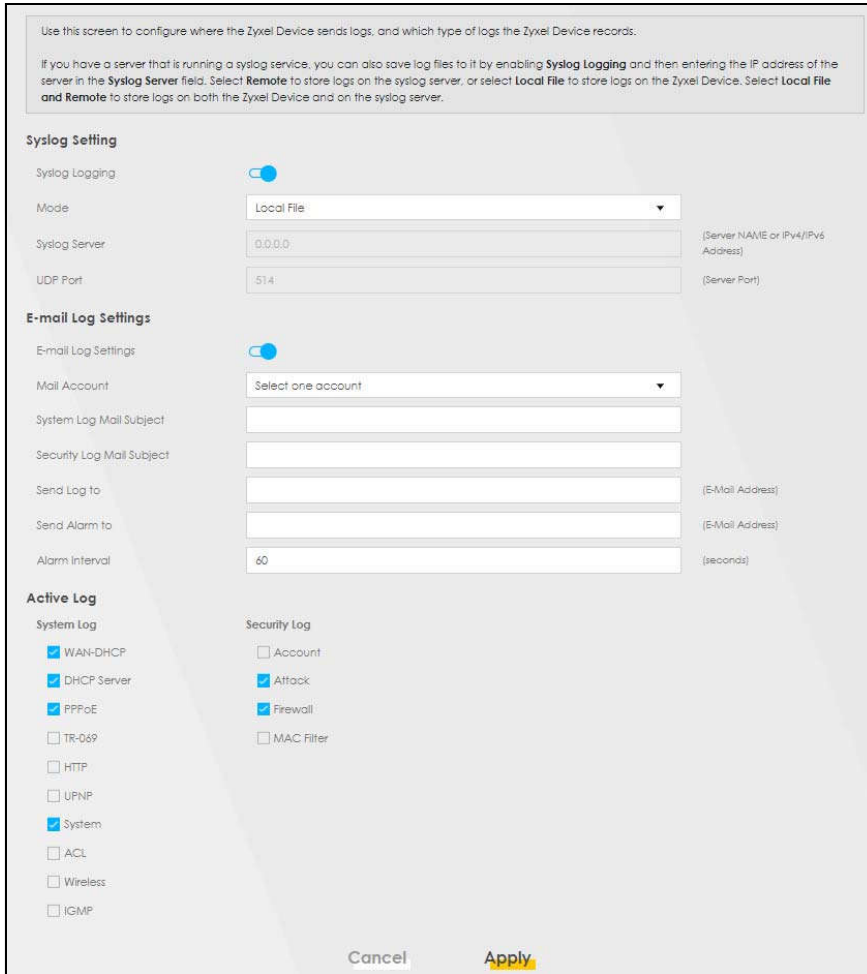 Use this screen to configure where the Zyxel Device sends logs, and which type of logs the Zyxel Device records.
If you have a server that is running a syslog service, you can also save log files to it by enabling Syslog Logging and then entering the IP address of the
server in the Syslog Server field. Select Remote to store logs on the syslog server, or select Local File to store logs on the Zyxel Device. Select Local File
and Remote to store logs on both the Zyxel Device and on the syslog server.
Syslog Setting
Syslog Logging
Mode Local File
Syslog Server 0.0.0.0 (Server NAME or IPv4/IPv6
Address)
UDP Port 514 (Server Port)
E-mail Log Settings
E-mail Log Settings
Mail Account Select one account
System Log Mail Subject
Security Log Mail Subject
Send Log to (E-Mail Address)
Send Alarm to (E-Mail Address)
Alarm Interval 60 (seconds)
Active Log
System Log Security Log
WAN-DHCP Account
DHCP Server Attack
PPPoE Firewall
TR-069 MAC Filter
HTTP
UPNP
System
ACL
Wireless
IGMP
Cancel Apply